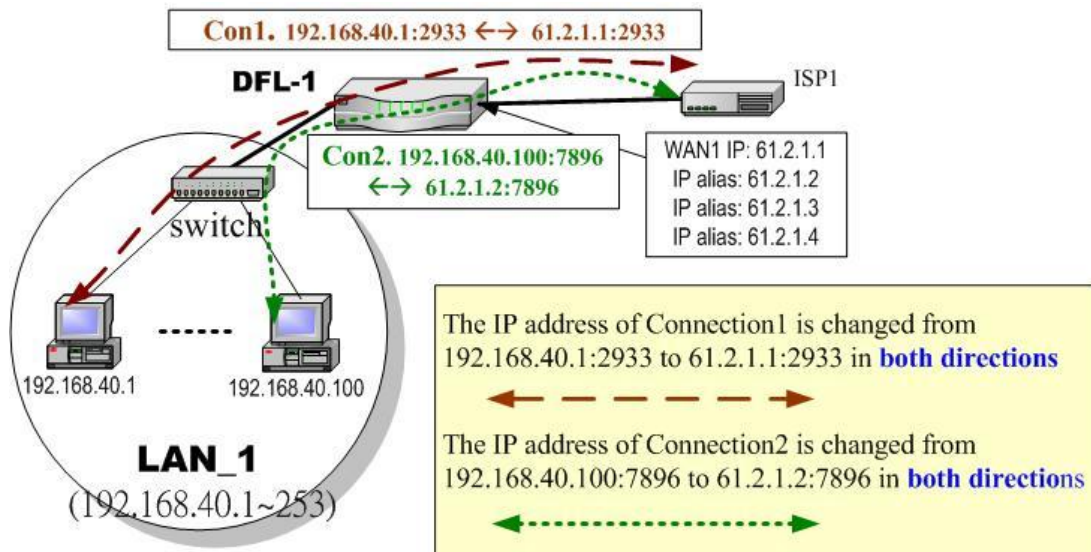 Con1. 192.168.40.1:2933 ←→ 61.2.1.1:2933
DFL-1
ISP1
Con2. 192.168.40.100:7896
←→ 61.2.1.2:7896
WAN1 IP: 61.2.1.1
IP alias: 61.2.1.2
IP alias: 61.2.1.3
IP alias: 61.2.1.4
switch
192.168.40.1
192.168.40.100
LAN_1
(192.168.40.1~253)
The IP address of Connection1 is changed from
192.168.40.1:2933 to 61.2.1.1:2933 in both directions
The IP address of Connection2 is changed from
192.168.40.100:7896 to 61.2.1.2:7896 in both directions